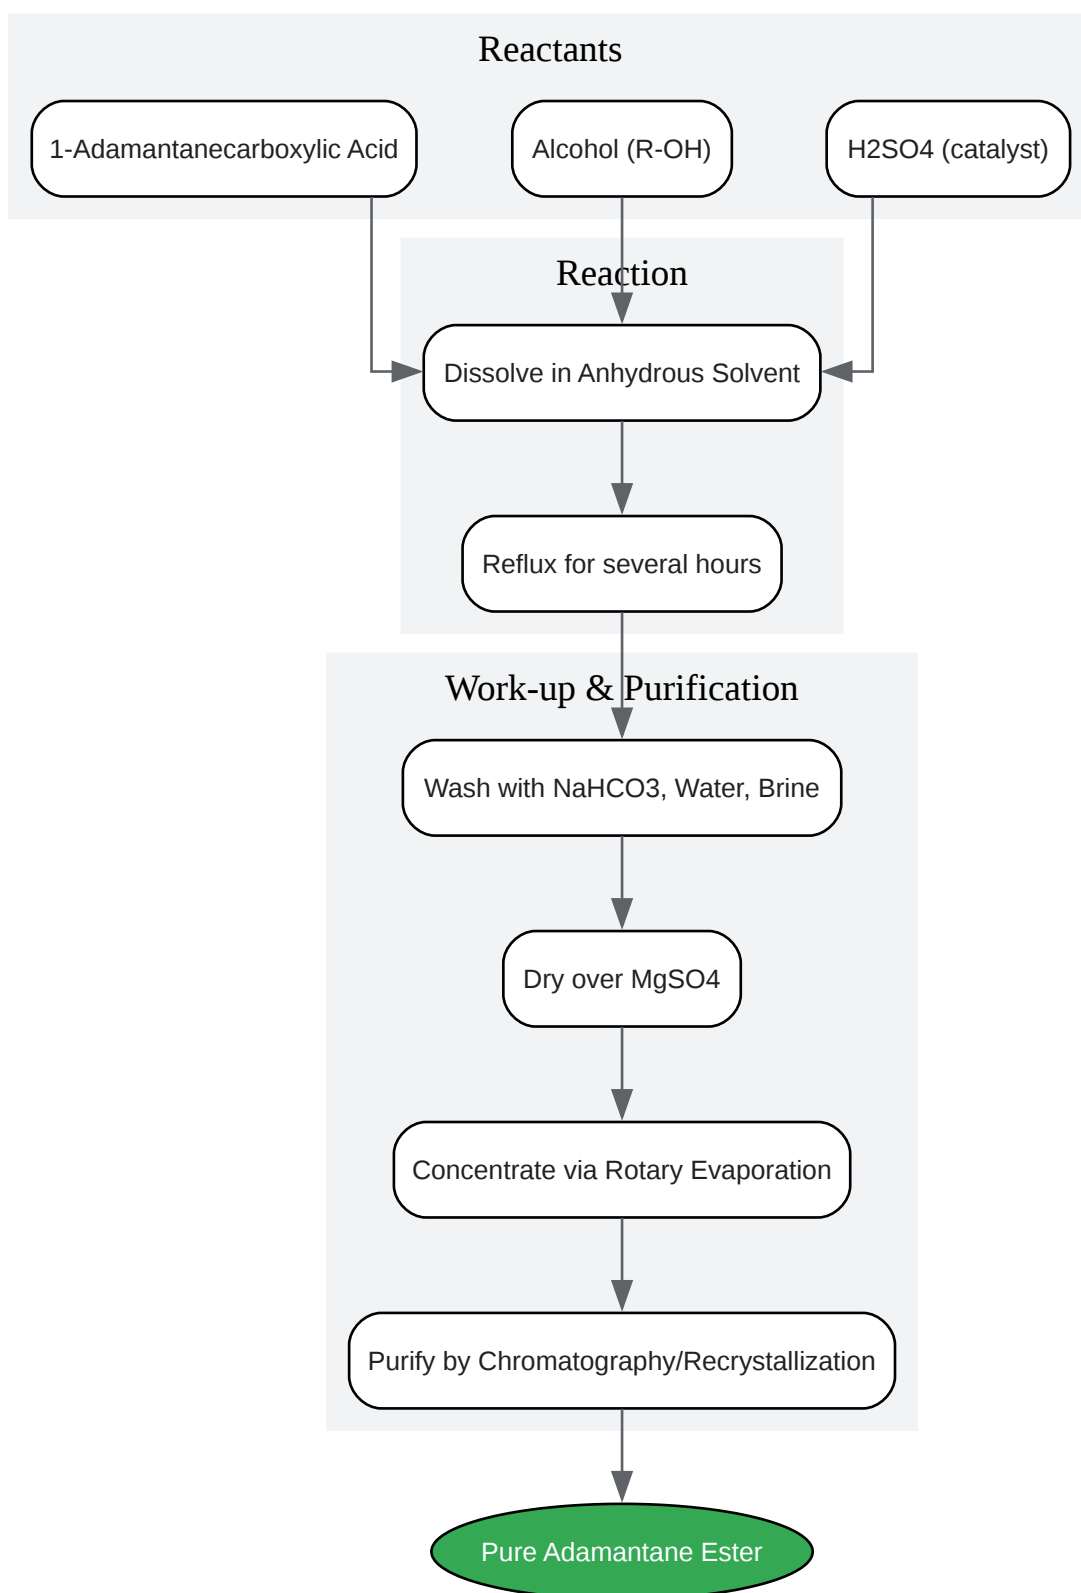 Reactants
1-Adamantanecarboxylic Acid
Alcohol (R-OH)
H2SO4 (catalyst)
Reaction
Dissolve in Anhydrous Solvent
Reflux for several hours
Work-up & Purification
Wash with NaHCO3, Water, Brine
Dry over MgSO4
Concentrate via Rotary Evaporation
Purify by Chromatography/Recrystallization
Pure Adamantane Ester